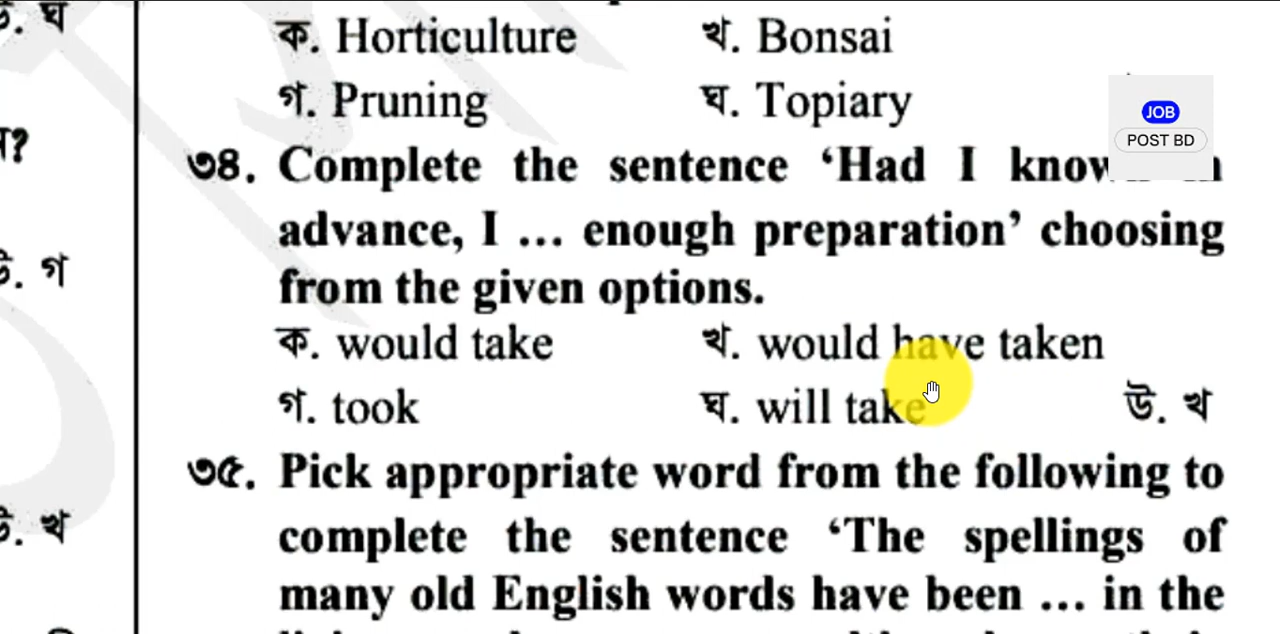 উ. ঘ
ক. Horticulture খ. Bonsai
গ. Pruning ঘ. Topiary
JOB
POST BD
?
৩৪. Complete the sentence ‘Had I
advance, I ... enough preparation’ choosing
উ. গ
from the given options.
ক. would take খ. would have taken
গ. took ঘ. will take উ. খ
৩৫. Pick appropriate word from the following to
উ. খ
complete the sentence ‘The spellings of
many old English words have been ... in the